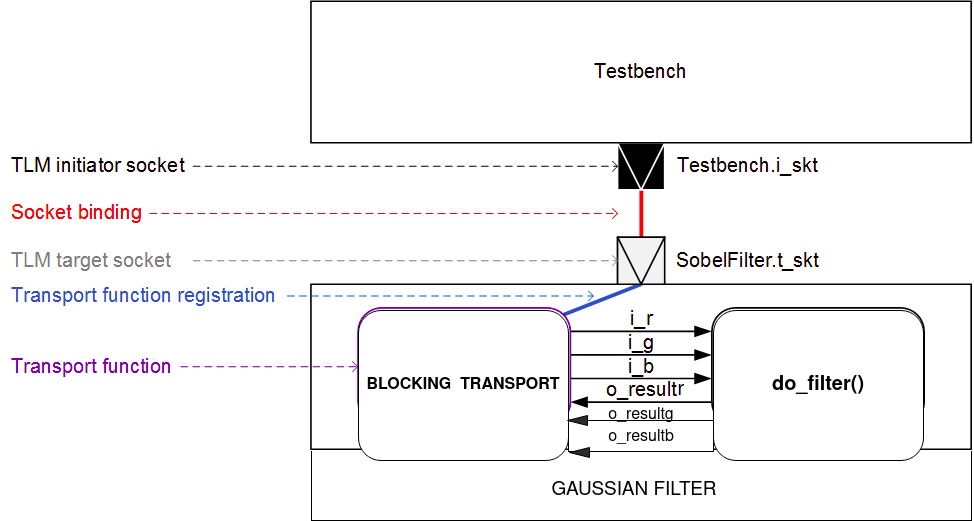 Testbench
TLM initiator socket
Testbench.i_skt
Socket binding
TLM target socket
SobelFilter.t_skt
Transport function registration
i_r
i_g
Transport function
i_b
BLOCKING TRANSPORT
do_filter()
o_resultr
o_resultg
o_resultb
GAUSSIAN FILTER